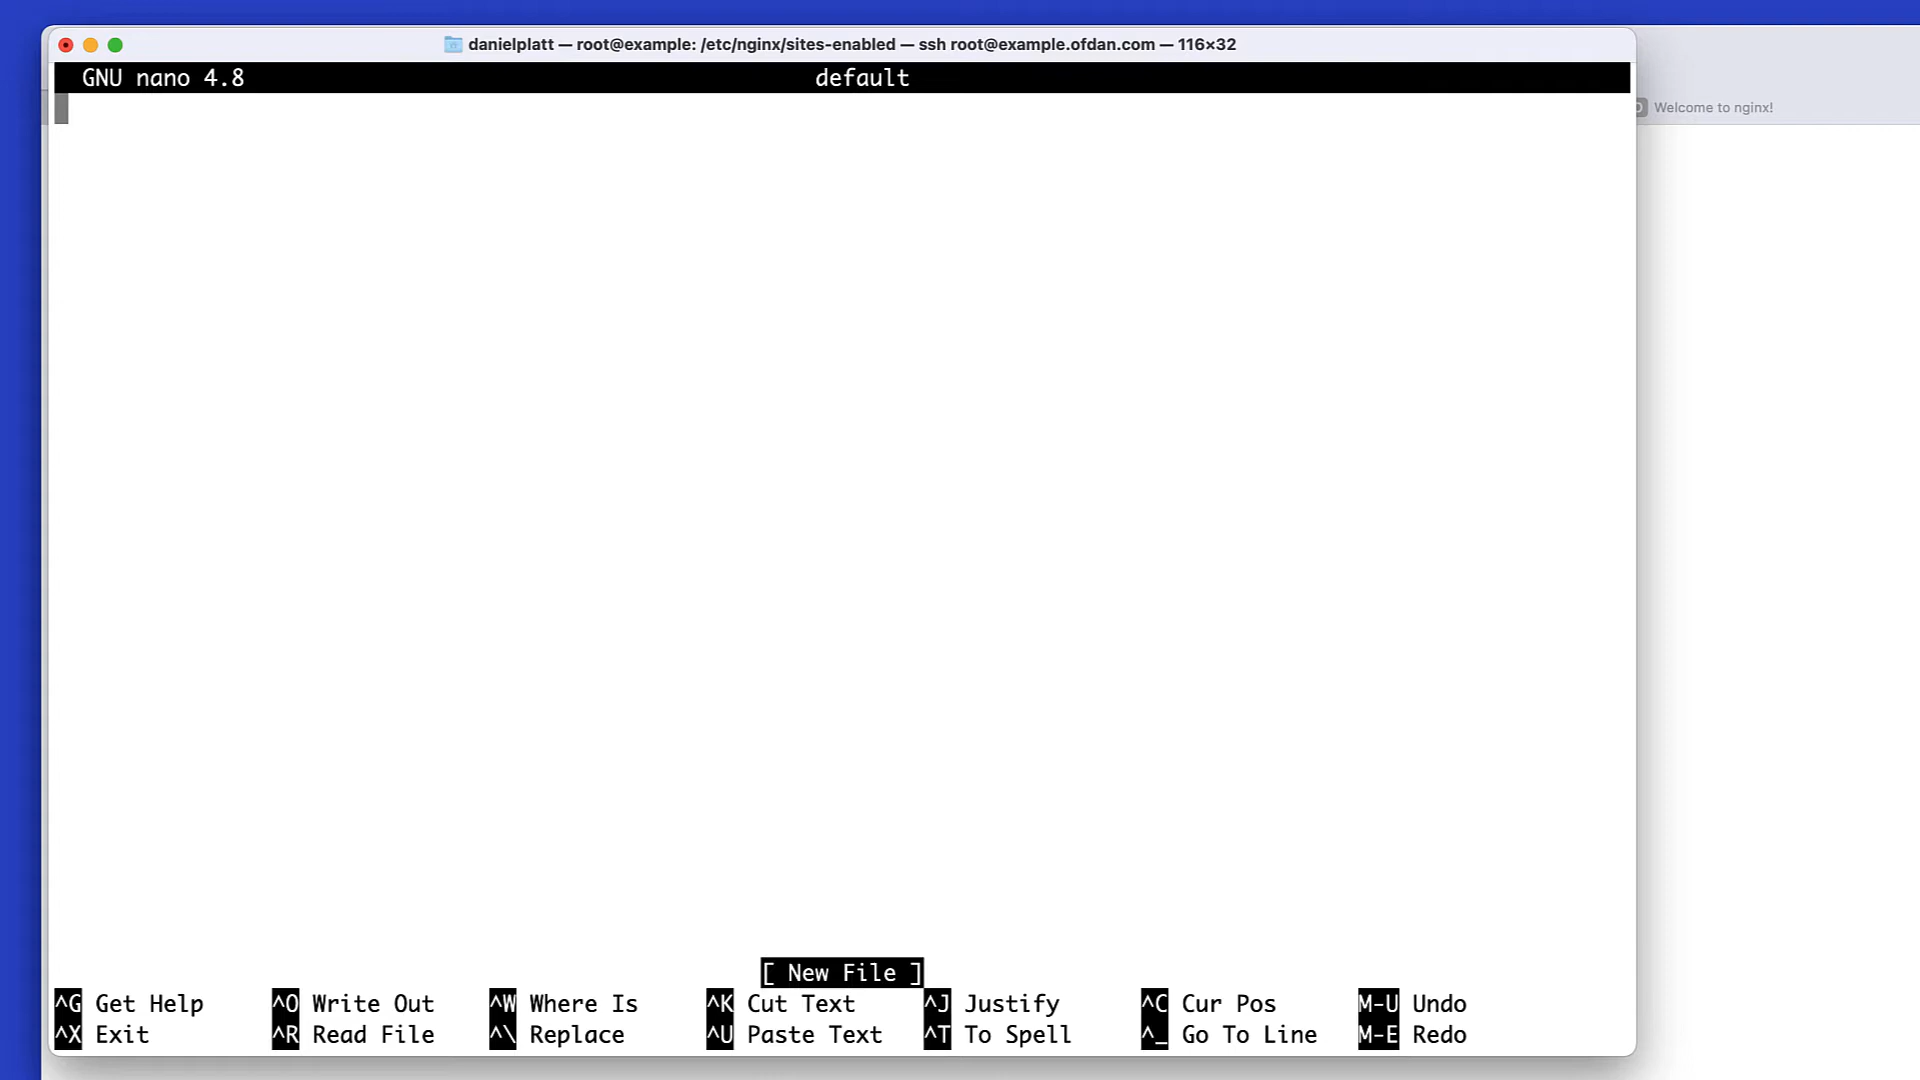 danielplatt — root@example: /etc/nginx/sites-enabled — ssh root@example.ofdan.com — 116×32
GNU nano 4.8 default
Welcome to nginx!
[ New File ]
^G Get Help ^O Write Out ^W Where Is ^K Cut Text ^J Justify ^C Cur Pos M-U Undo
^X Exit ^R Read File ^\ Replace ^U Paste Text ^T To Spell ^_ Go To Line M-E Redo